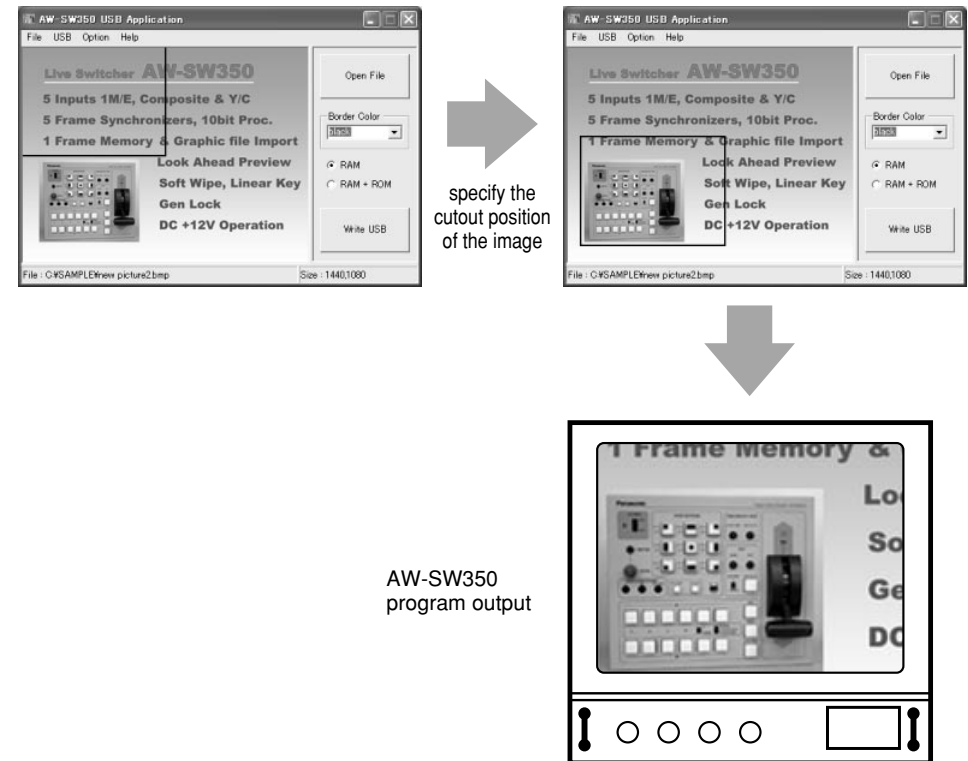 AW-SW350 USB Application
File USB Option Help
Live Switcher AW-SW350
5 Inputs 1M/E, Composite & Y/C
5 Frame Synchronizers, 10bit Proc.
1 Frame Memory & Graphic file Import
Look Ahead Preview
Soft Wipe, Linear Key
Gen Lock
DC +12V Operation
Open File
Border Color
black
RAM
RAM + ROM
Write USB
File : C:¥SAMPLE¥new picture2.bmp
Size : 1440,1080
specify the
cutout position
of the image
AW-SW350 USB Application
File USB Option Help
Live Switcher AW-SW350
5 Inputs 1M/E, Composite & Y/C
5 Frame Synchronizers, 10bit Proc.
1 Frame Memory & Graphic file Import
Look Ahead Preview
Soft Wipe, Linear Key
Gen Lock
DC +12V Operation
Open File
Border Color
black
RAM
RAM + ROM
Write USB
File : C:¥SAMPLE¥new picture2.bmp
Size : 1440,1080
AW-SW350
program output
1 Frame Memory &
Panasonic
Loo
So
Ge
DC